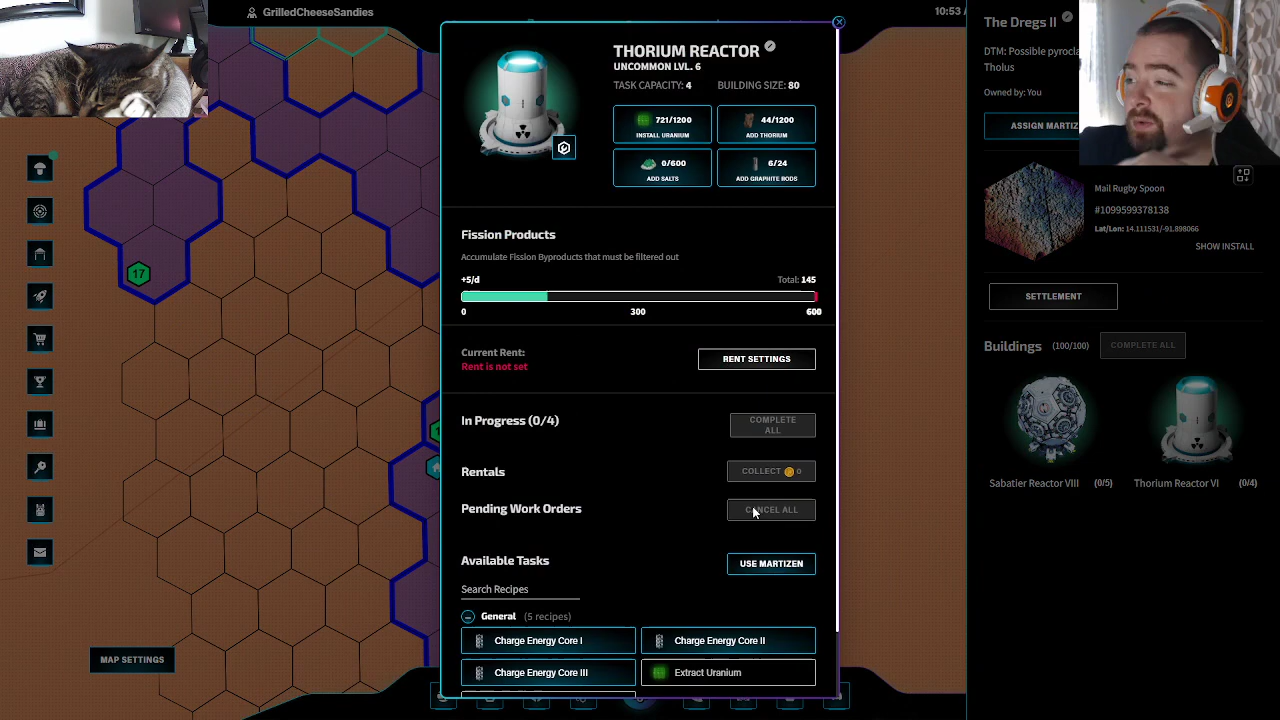 GrilledCheeseSandies
10:53 /
THORIUM REACTOR
UNCOMMON LVL. 6
TASK CAPACITY: 4
BUILDING SIZE: 80
721/1200
INSTALL URANIUM
44/1200
ADD THORIUM
0/600
ADD SALTS
6/24
ADD GRAPHITE RODS
Fission Products
Accumulate Fission Byproducts that must be filtered out
+5/d
Total: 145
0
300
600
Current Rent:
Rent is not set
RENT SETTINGS
In Progress (0/4)
COMPLETE
ALL
Rentals
COLLECT 0
Pending Work Orders
CANCEL ALL
Available Tasks
USE MARTIZEN
Search Recipes
General (5 recipes)
Charge Energy Core I
Charge Energy Core II
Charge Energy Core III
Extract Uranium
17
MAP SETTINGS
The Dregs II
DTM: Possible pyrocla
Tholus
Owned by: You
ASSIGN MARTIZ
Mail Rugby Spoon
#1099599378138
Lat/Lon: 14.111531/-91.898066
SHOW INSTALL
SETTLEMENT
Buildings (100/100)
COMPLETE ALL
Sabatier Reactor VIII (0/5)
Thorium Reactor VI (0/4)